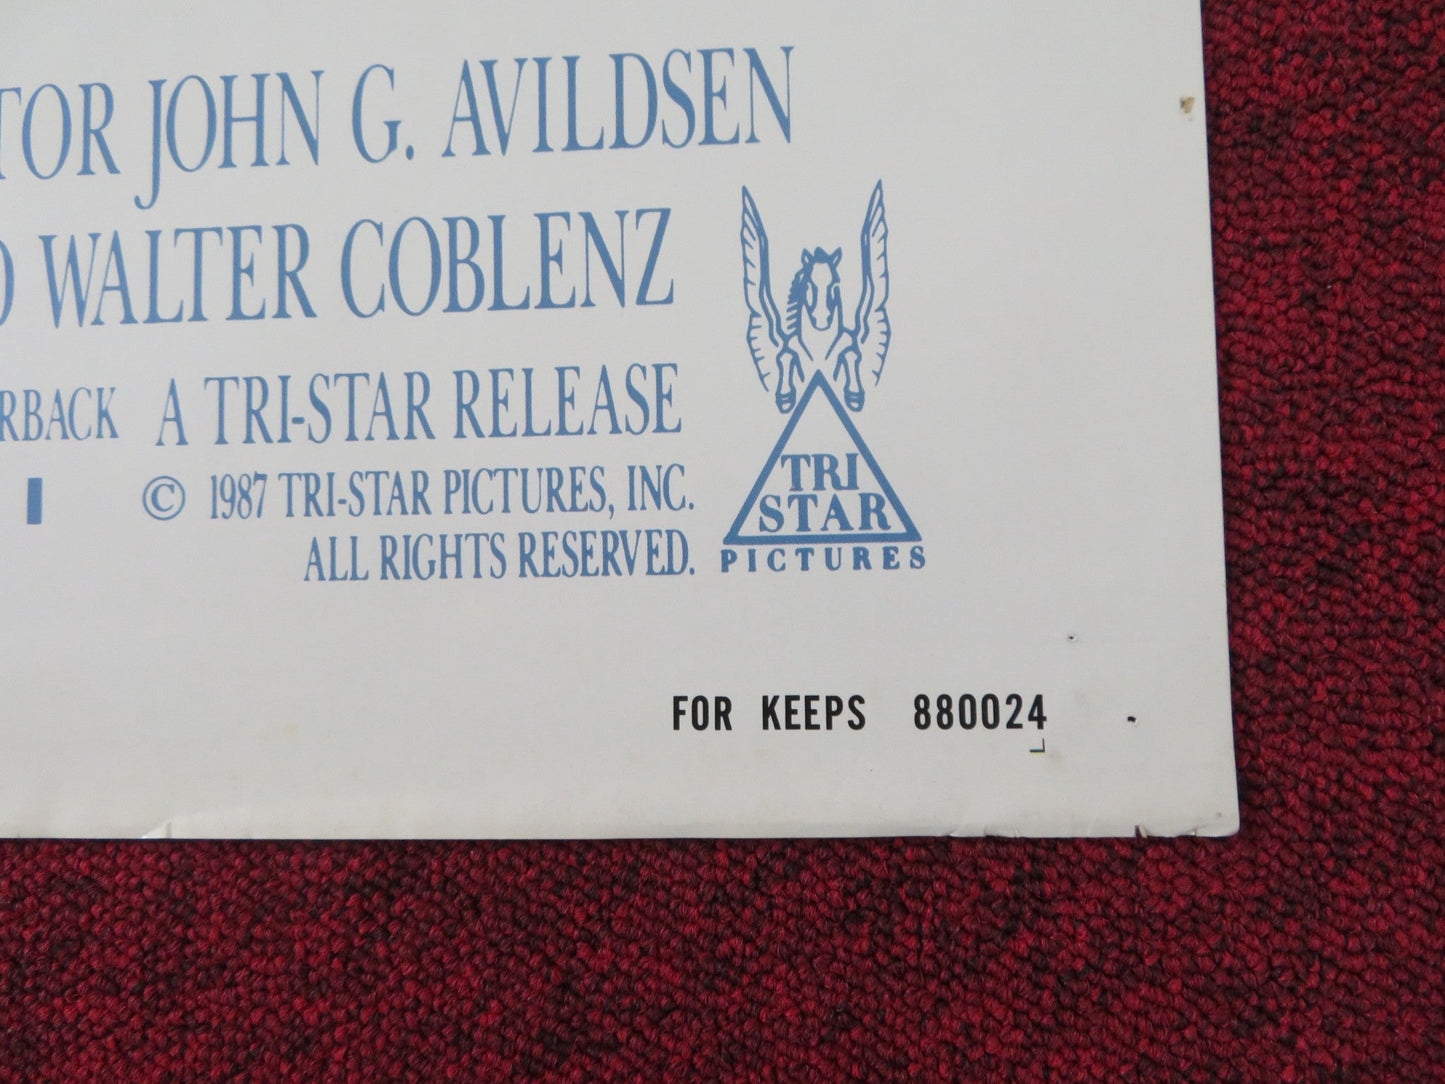 TOR JOHN G. AVILDSEN
WALTER COBLENZ
RBACK A TRI-STAR RELEASE
© 1987 TRI-STAR PICTURES, INC.
ALL RIGHTS RESERVED.
TRI
STAR
PICTURES
FOR KEEPS 880024